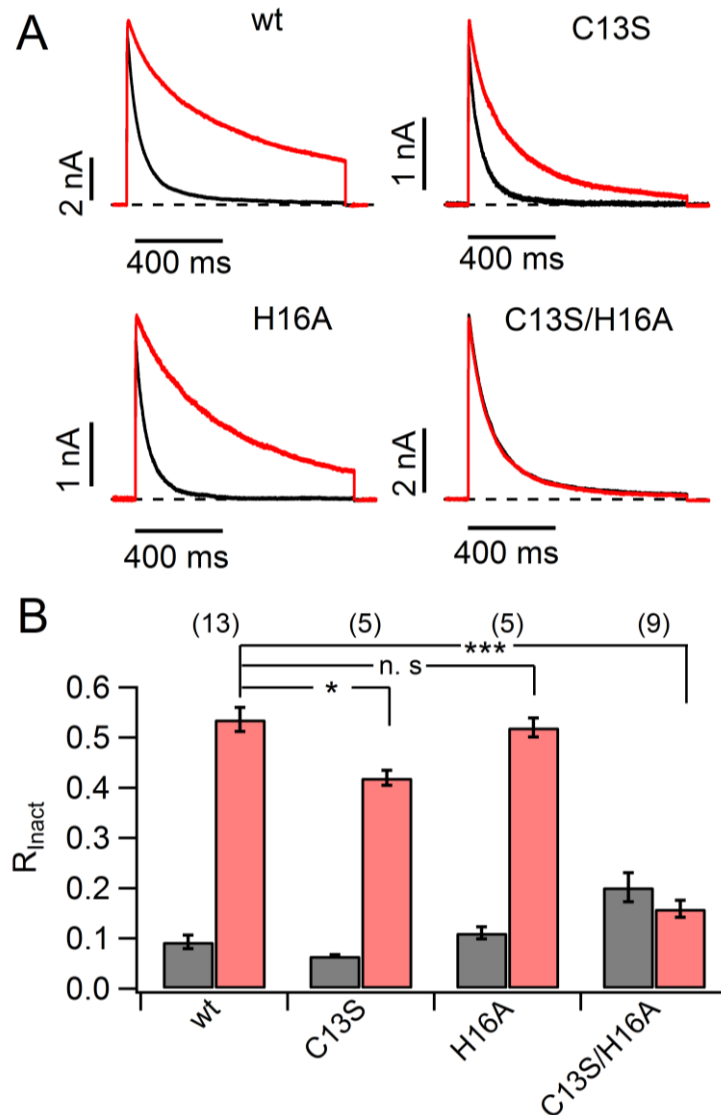 A
wt
C13S
2 nA
1 nA
400 ms
400 ms
H16A
C13S/H16A
1 nA
2 nA
400 ms
400 ms
B
(13) (5) (5) (9)
***
n. s
*
0.6
0.5
0.4
0.3
0.2
0.1
0.0
RInact
wt
C13S
H16A
C13S/H16A